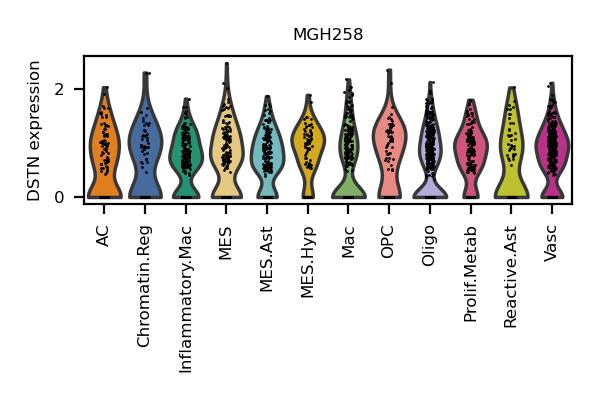 MGH258
DSTN expression
2
0
AC
Chromatin.Reg
Inflammatory.Mac
MES
MES.Ast
MES.Hyp
Mac
OPC
Oligo
Prolif.Metab
Reactive.Ast
Vasc